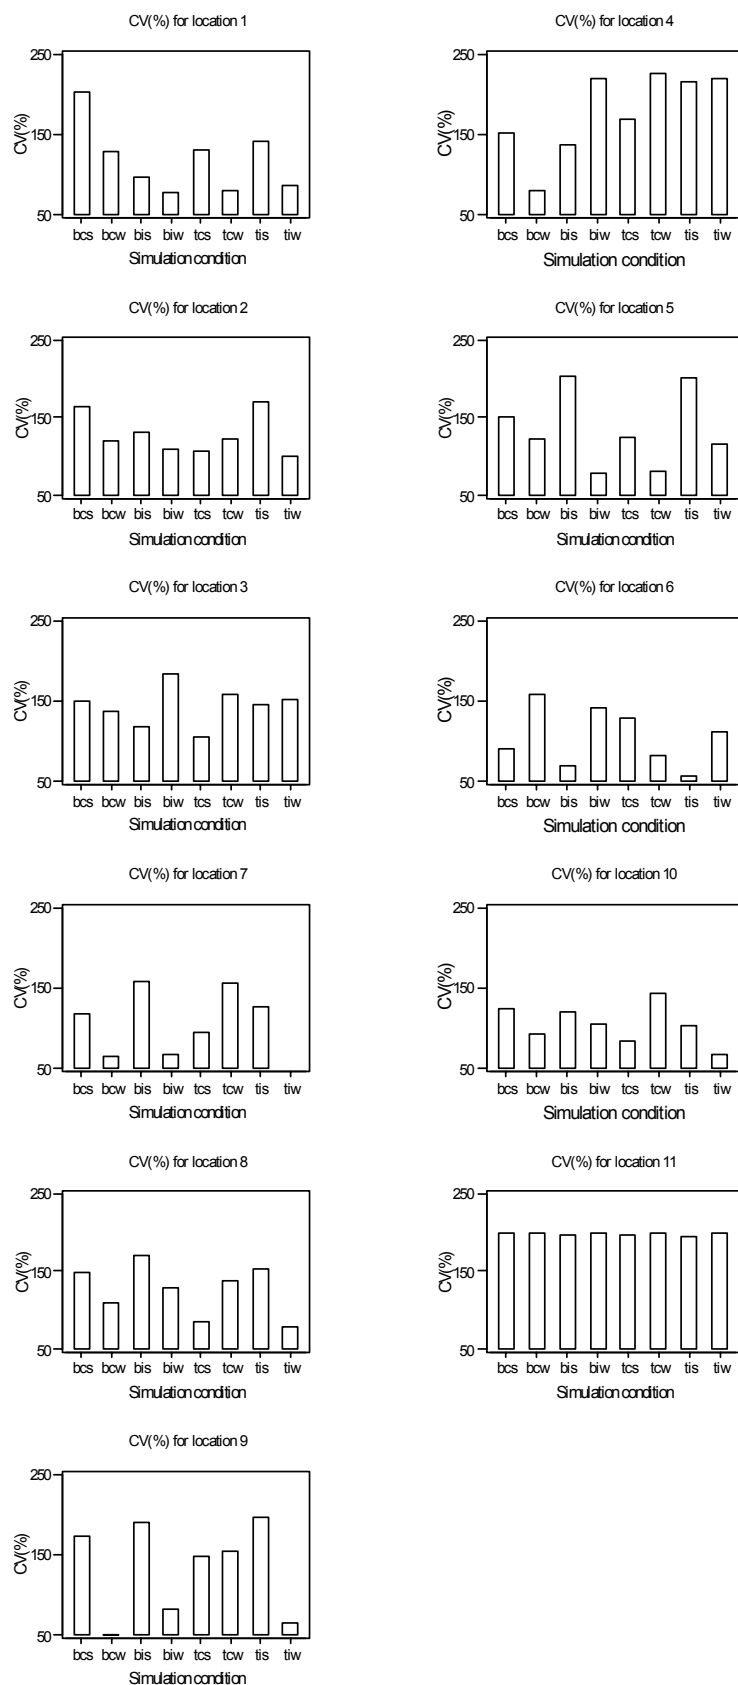 CV(%) for location 1
250
150
50
CV(%)
bcs bcw bis biw tcs tcw tis tiw
Simulation condition
CV(%) for location 4
250
150
50
CV(%)
bcs bcw bis biw tcs tcw tis tiw
Simulation condition
CV(%) for location 2
250
150
50
CV(%)
bcs bcw bis biw tcs tcw tis tiw
Simulation condition
CV(%) for location 5
250
150
50
CV(%)
bcs bcw bis biw tcs tcw tis tiw
Simulation condition
CV(%) for location 3
250
150
50
CV(%)
bcs bcw bis biw tcs tcw tis tiw
Simulation condition
CV(%) for location 6
250
150
50
CV(%)
bcs bcw bis biw tcs tcw tis tiw
Simulation condition
CV(%) for location 7
250
150
50
CV(%)
bcs bcw bis biw tcs tcw tis tiw
Simulation condition
CV(%) for location 10
250
150
50
CV(%)
bcs bcw bis biw tcs tcw tis tiw
Simulation condition
CV(%) for location 8
250
150
50
CV(%)
bcs bcw bis biw tcs tcw tis tiw
Simulation condition
CV(%) for location 11
250
150
50
CV(%)
bcs bcw bis biw tcs tcw tis tiw
Simulation condition
CV(%) for location 9
250
150
50
CV(%)
bcs bcw bis biw tcs tcw tis tiw
Simulation condition